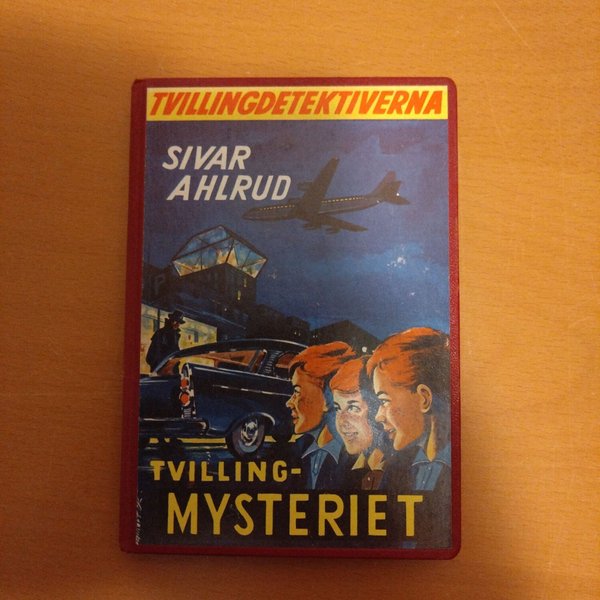 TVILLINGDETEKTIVERNA
SIVAR
AHLRUD
P
TVILLING-
MYSTERIET